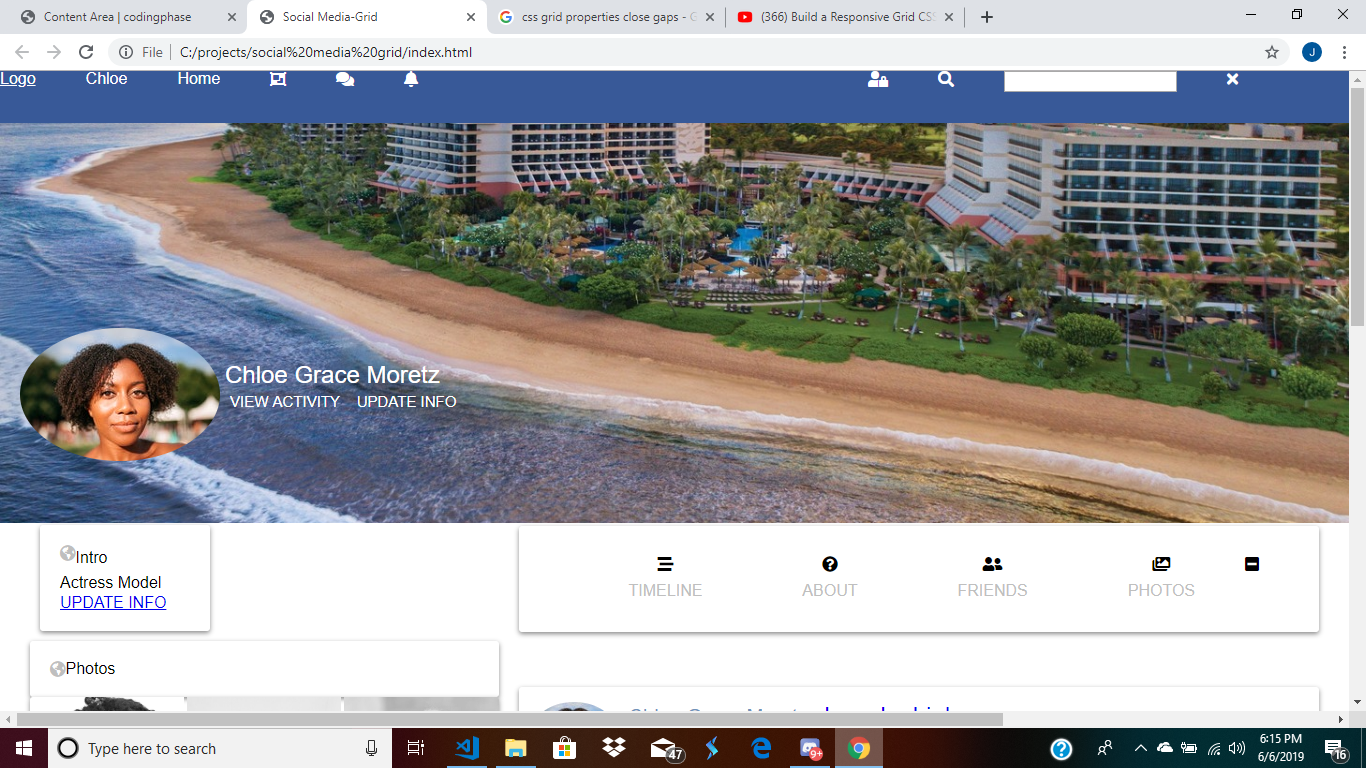 Content Area | codingphase
Social Media-Grid
css grid properties close gaps - G
(366) Build a Responsive Grid CSS
File
C:/projects/social%20media%20grid/index.html
J
Logo Chloe Home
Chloe Grace Moretz
VIEW ACTIVITY UPDATE INFO
Intro
Actress Model
UPDATE INFO
TIMELINE ABOUT FRIENDS PHOTOS
Photos
Type here to search
47
9+
6:15 PM
6/6/2019
16